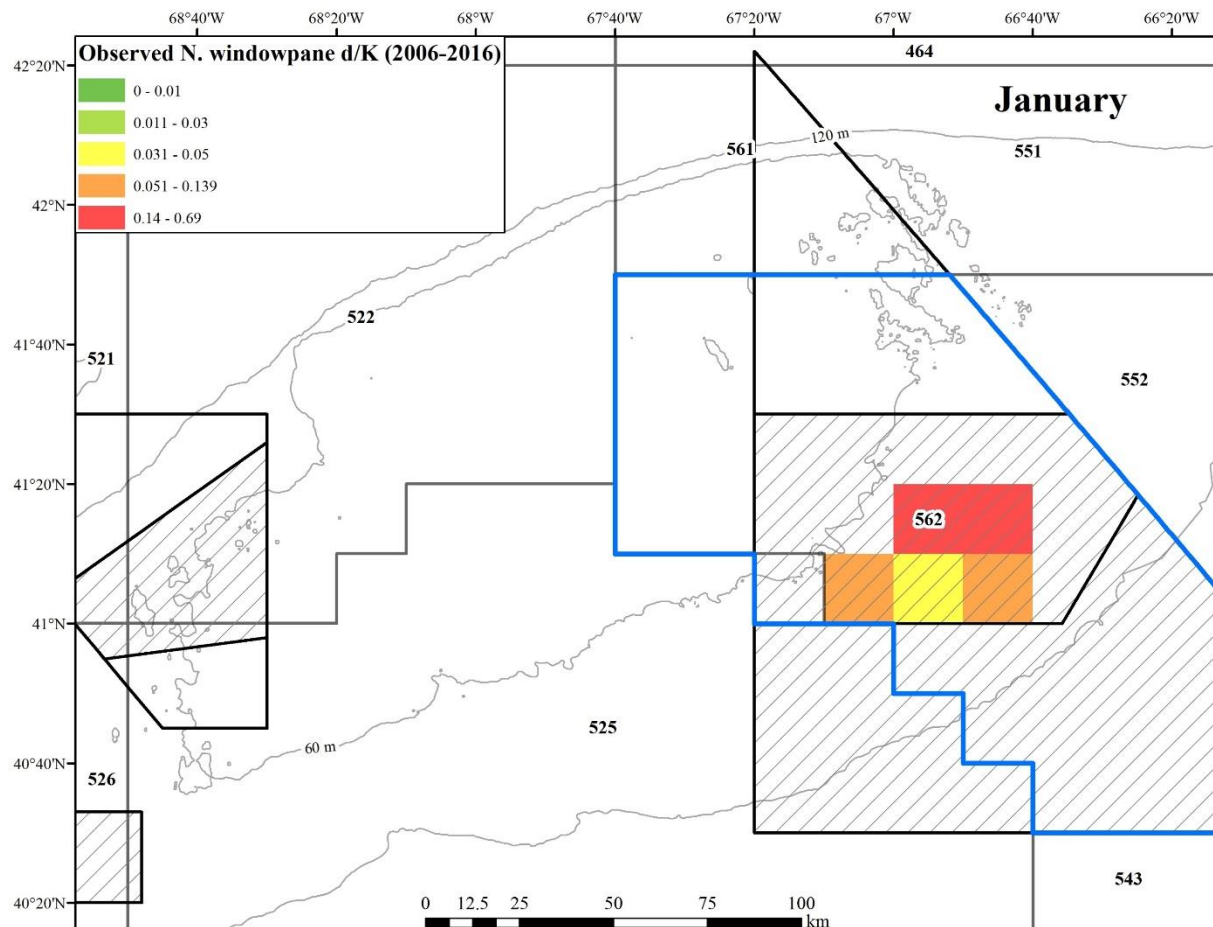 68°40'W 68°20'W 68°W 67°40'W 67°20'W 67°W 66°40'W 66°20'W
Observed N. windowpane d/K (2006-2016)
0 - 0.01
0.011 - 0.03
0.031 - 0.05
0.051 - 0.139
0.14 - 0.69
January
42°20'N
42°N
41°40'N
41°20'N
41°N
40°40'N
40°20'N
464
120 m
561
551
522
521
552
562
525
60 m
526
543
0 12.5 25 50 75 100
km